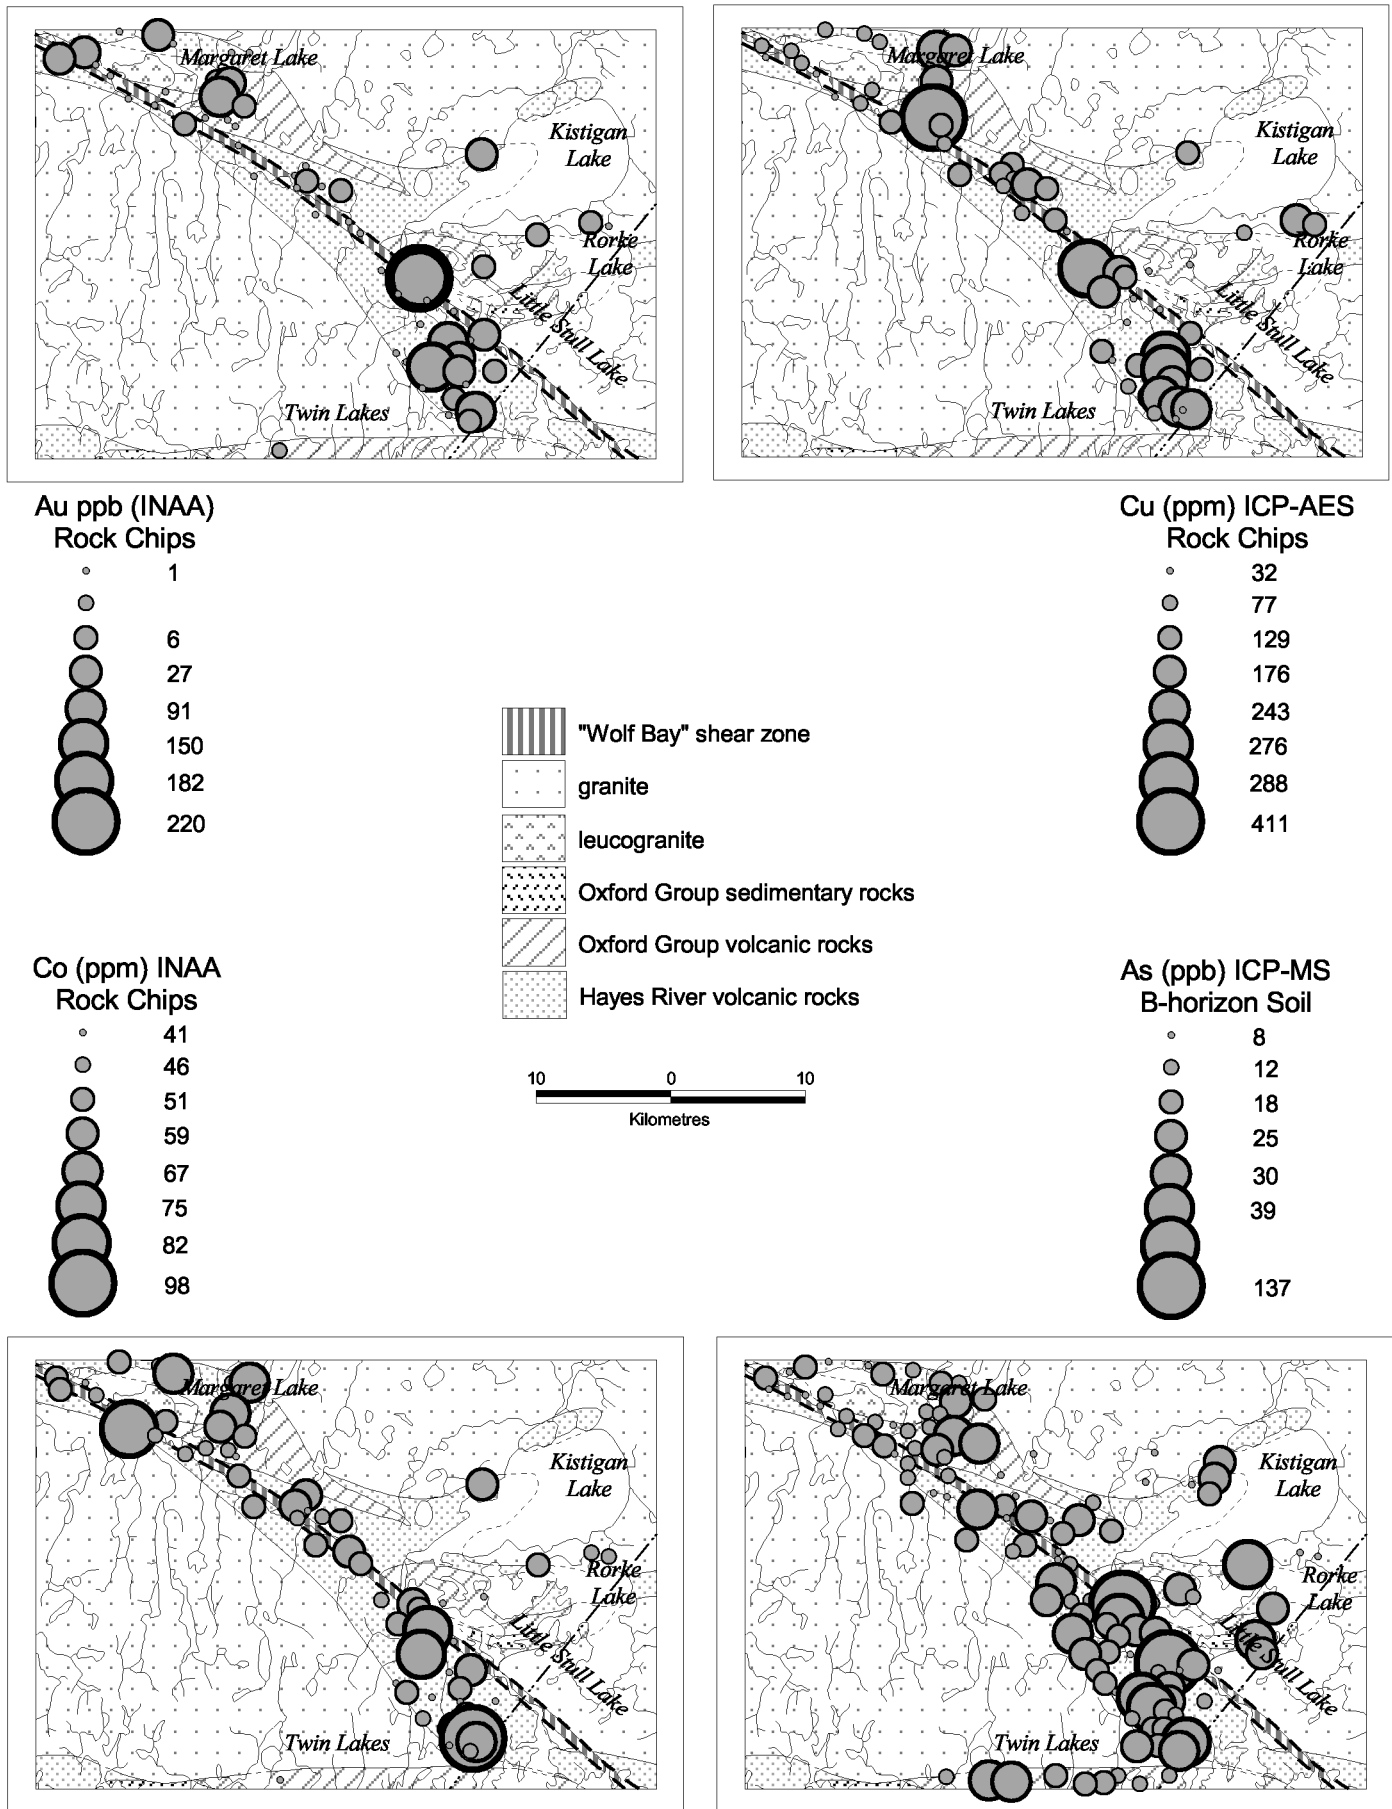 Margaret Lake
Kistigan
Lake
Rorke
Lake
Little Stull Lake
Twin Lakes
Margaret Lake
Kistigan
Lake
Rorke
Lake
Little Stull Lake
Twin Lakes
Au ppb (INAA)
Rock Chips
1
6
27
91
150
182
220
Cu (ppm) ICP-AES
Rock Chips
32
77
129
176
243
276
288
411
"Wolf Bay" shear zone
granite
leucogranite
Oxford Group sedimentary rocks
Oxford Group volcanic rocks
Hayes River volcanic rocks
10 0 10
Kilometres
Co (ppm) INAA
Rock Chips
41
46
51
59
67
75
82
98
As (ppb) ICP-MS
B-horizon Soil
8
12
18
25
30
39
137
Margaret Lake
Kistigan
Lake
Rorke
Lake
Little Stull Lake
Twin Lakes
Margaret Lake
Kistigan
Lake
Rorke
Lake
Little Stull Lake
Twin Lakes